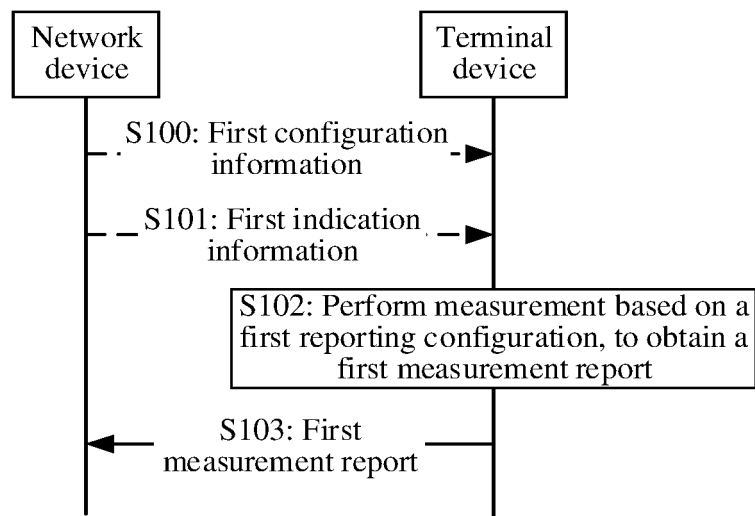 Network
device
Terminal
device
S100: First configuration
information
S101: First indication
information
S102: Perform measurement based on a
first reporting configuration, to obtain a
first measurement report
S103: First
measurement report